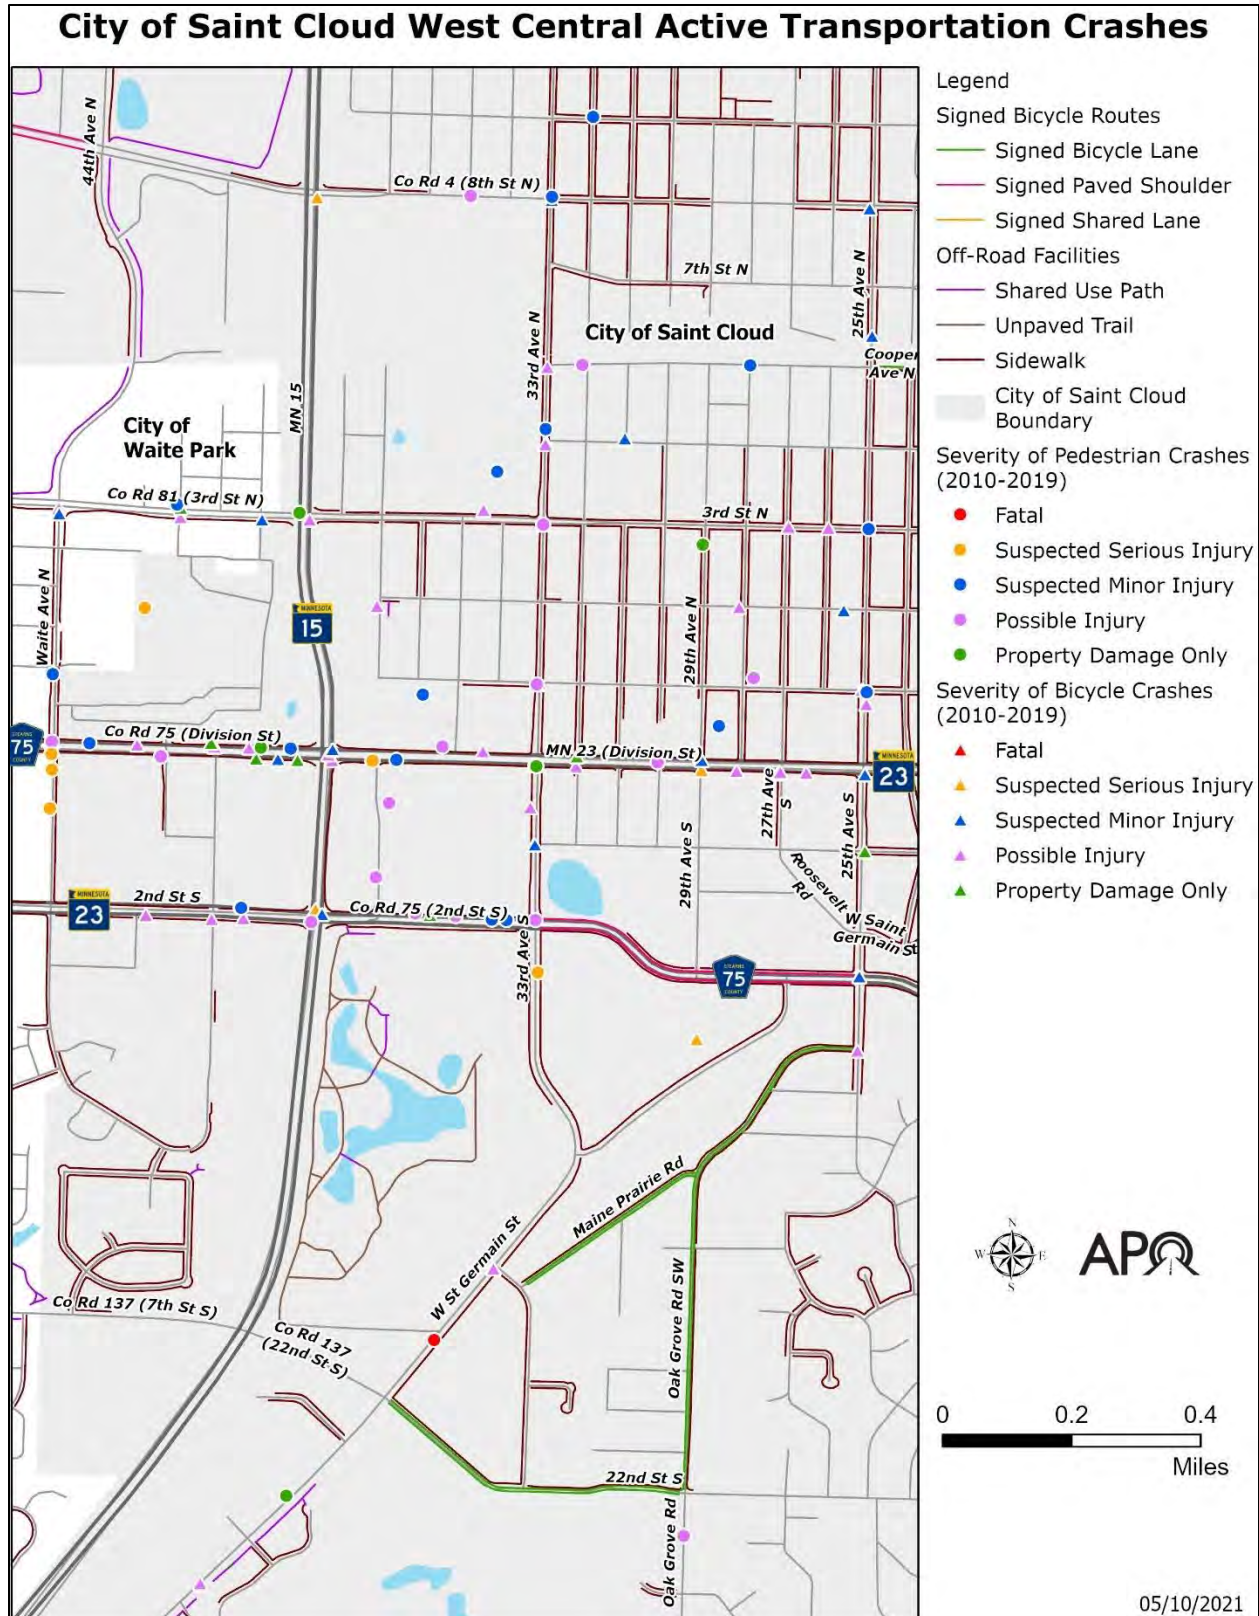 City of Saint Cloud West Central Active Transportation Crashes
44th Ave N
Co Rd 4 (8th St N)
7th St N
25th Ave N
33rd Ave N
City of Saint Cloud
Cooper
Ave N
MN 15
City of
Waite Park
Co Rd 81 (3rd St N)
3rd St N
Waite Ave N
MINNESOTA
15
29th Ave N
75
Co Rd 75 (Division St)
MN 23 (Division St)
MINNESOTA
23
27th Ave
S
29th Ave S
25th Ave S
Roosevelt
Rd
W Saint
Germain St
MINNESOTA
23
2nd St S
Co Rd 75 (2nd St S)
33rd Ave S
75
Maine Prairie Rd
W St Germain St
Oak Grove Rd SW
Co Rd 137 (7th St S)
Co Rd 137
(22nd St S)
22nd St S
Oak Grove Rd
Legend
Signed Bicycle Routes
Signed Bicycle Lane
Signed Paved Shoulder
Signed Shared Lane
Off-Road Facilities
Shared Use Path
Unpaved Trail
Sidewalk
City of Saint Cloud
Boundary
Severity of Pedestrian Crashes
(2010-2019)
Fatal
Suspected Serious Injury
Suspected Minor Injury
Possible Injury
Property Damage Only
Severity of Bicycle Crashes
(2010-2019)
Fatal
Suspected Serious Injury
Suspected Minor Injury
Possible Injury
Property Damage Only
N
W E
S
APO
0 0.2 0.4
Miles
05/10/2021